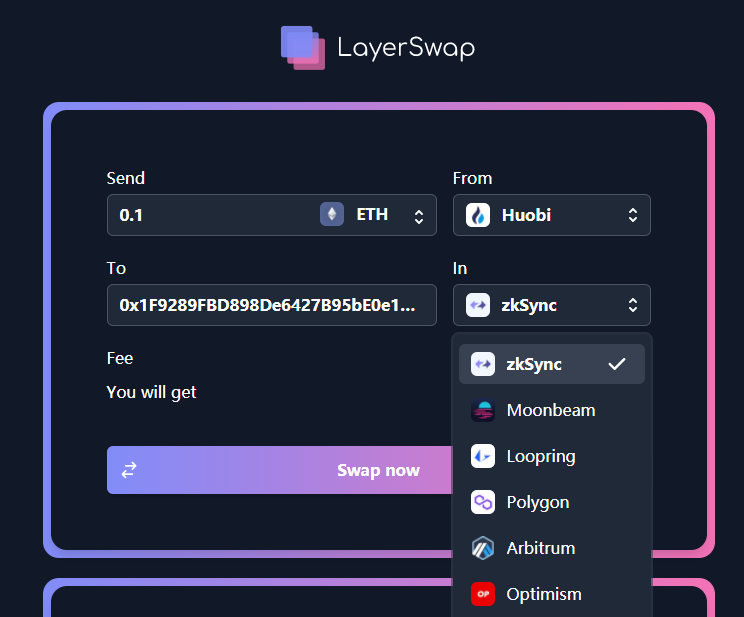 LayerSwap
Send
From
0.1 ETH
Huobi
To
In
0x1F9289FBD898De6427B95bE0e1...
zkSync
Fee
zkSync
You will get
Moonbeam
Loopring
Swap now
Polygon
Arbitrum
OP Optimism